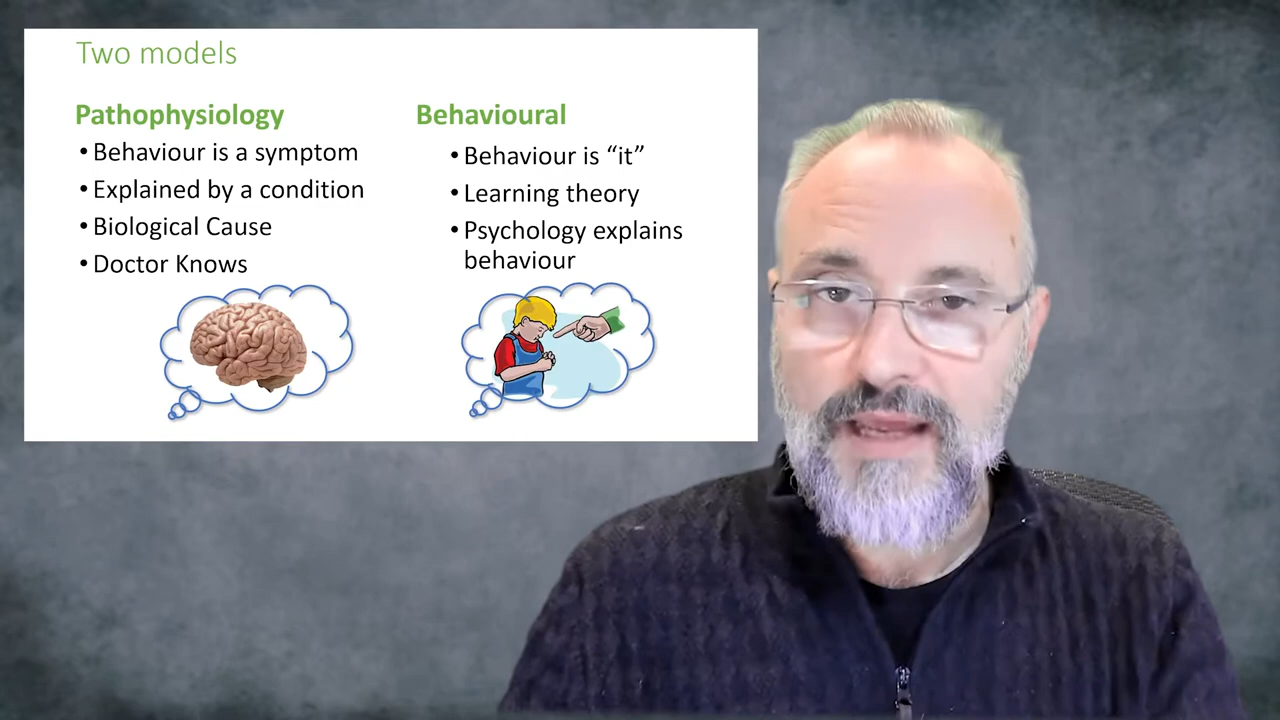 Two models
Pathophysiology
• Behaviour is a symptom
• Explained by a condition
• Biological Cause
• Doctor Knows
Behavioural
• Behaviour is “it”
• Learning theory
• Psychology explains
behaviour